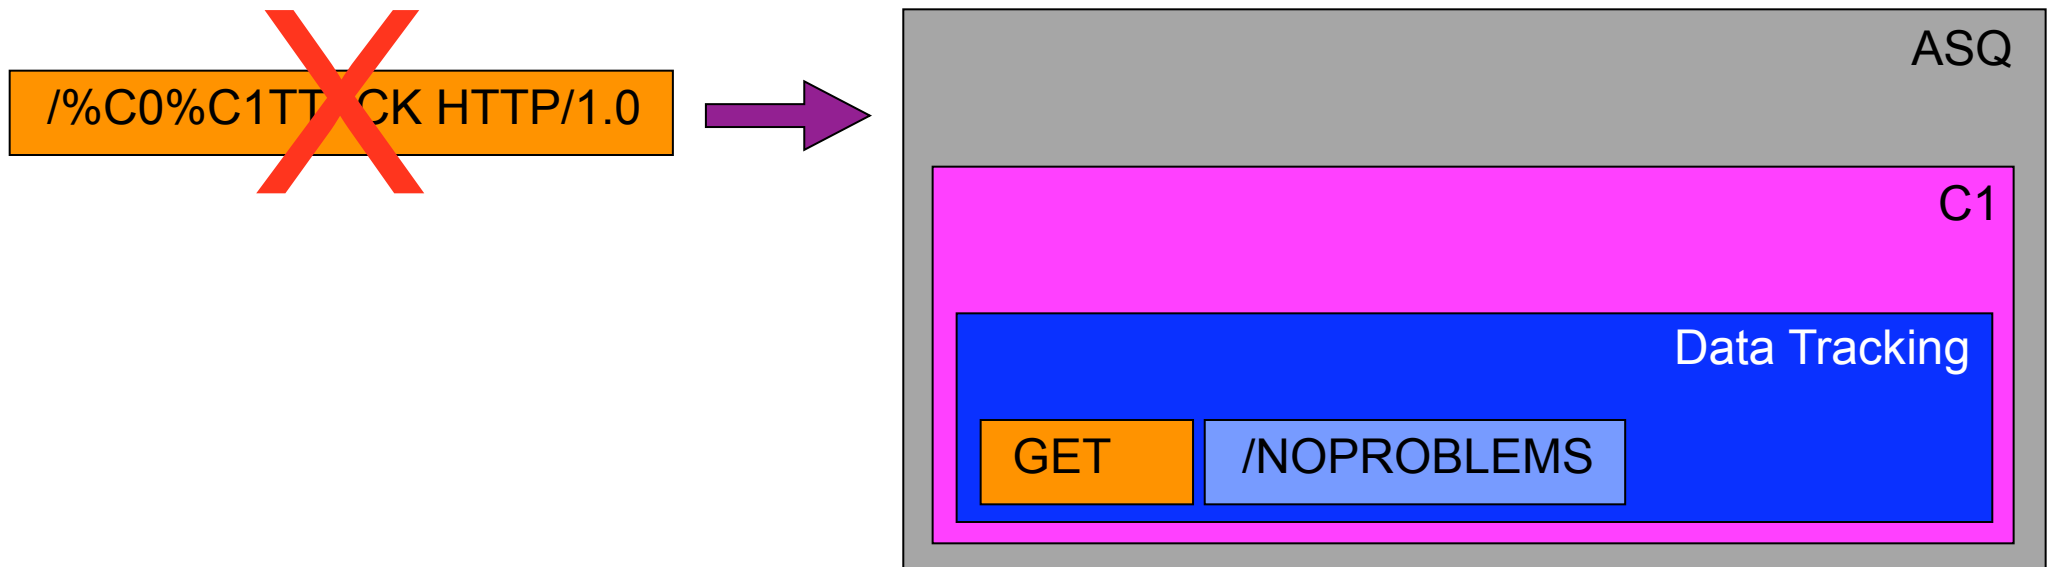 /%C0%C1TT CK HTTP/1.0
ASQ
C1
Data Tracking
GET
/NOPROBLEMS